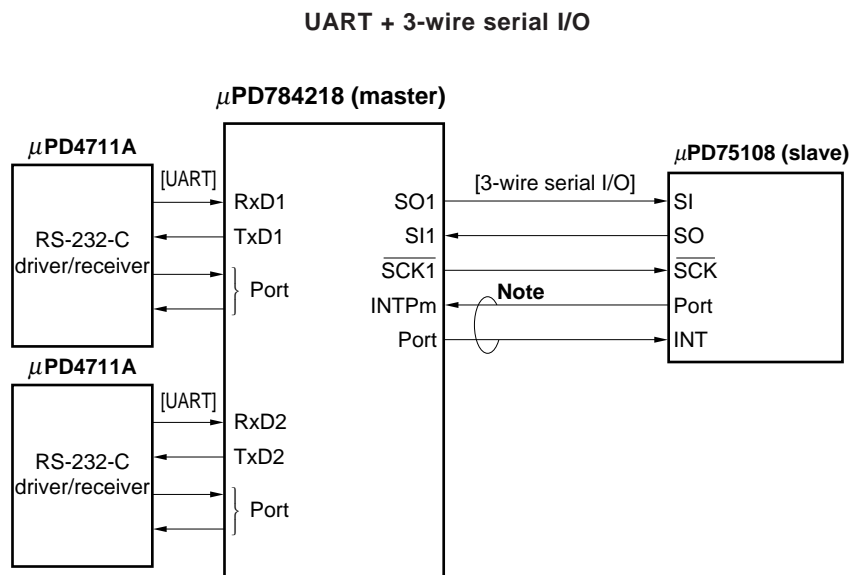 UART + 3-wire serial I/O
μPD784218 (master)
μPD4711A
[UART]
RS-232-C
driver/receiver
RxD1
TxD1
Port
SO1
SI1
SCK1
INTPm
Port
[3-wire serial I/O]
Note
μPD75108 (slave)
SI
SO
SCK
Port
INT
μPD4711A
[UART]
RS-232-C
driver/receiver
RxD2
TxD2
Port